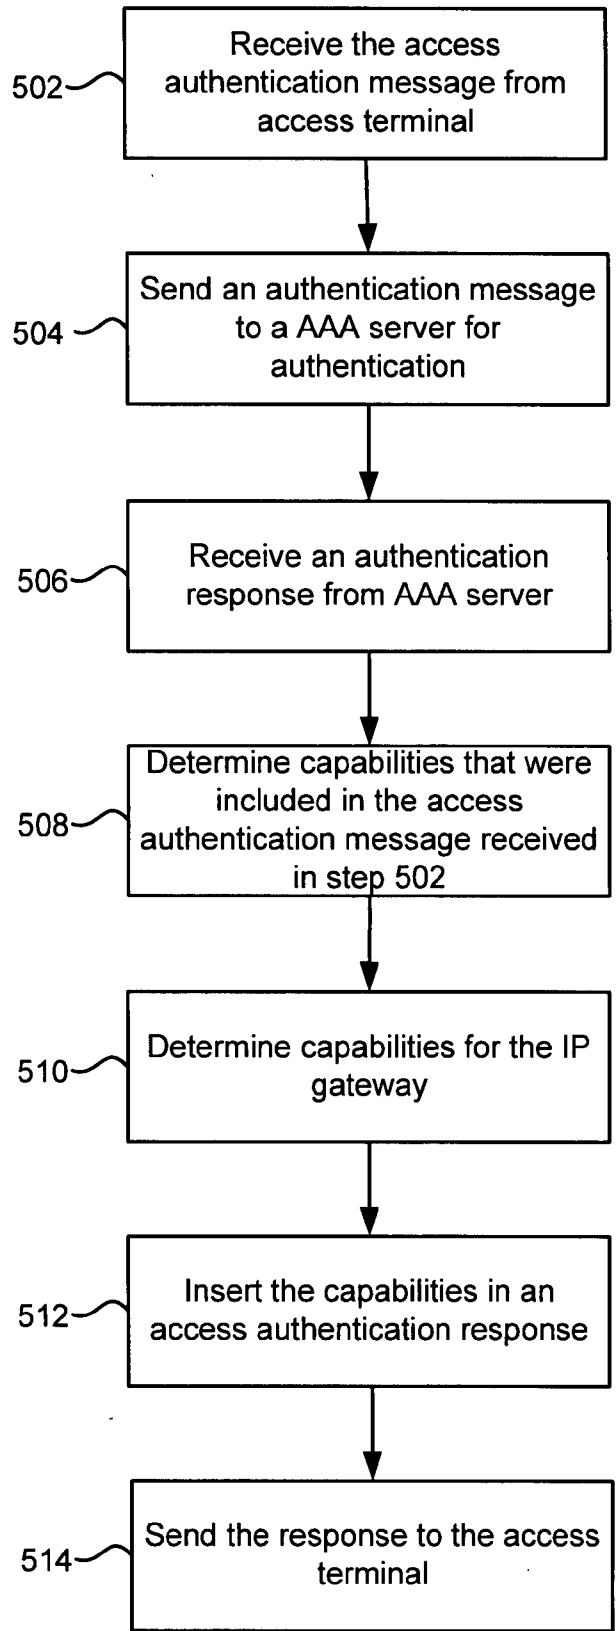 502
Receive the access
authentication message from
access terminal
504
Send an authentication message
to a AAA server for
authentication
506
Receive an authentication
response from AAA server
508
Determine capabilities that were
included in the access
authentication message received
in step 502
510
Determine capabilities for the IP
gateway
512
Insert the capabilities in an
access authentication response
514
Send the response to the access
terminal